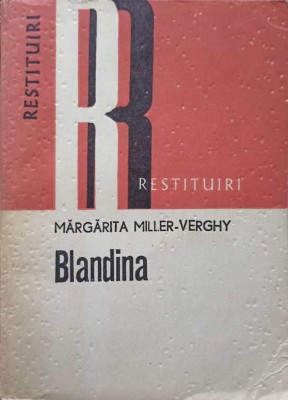 RESTITUIRI
R
RESTITUIRI
MĂRGĂRITA MILLER-VERGHY
Blandina